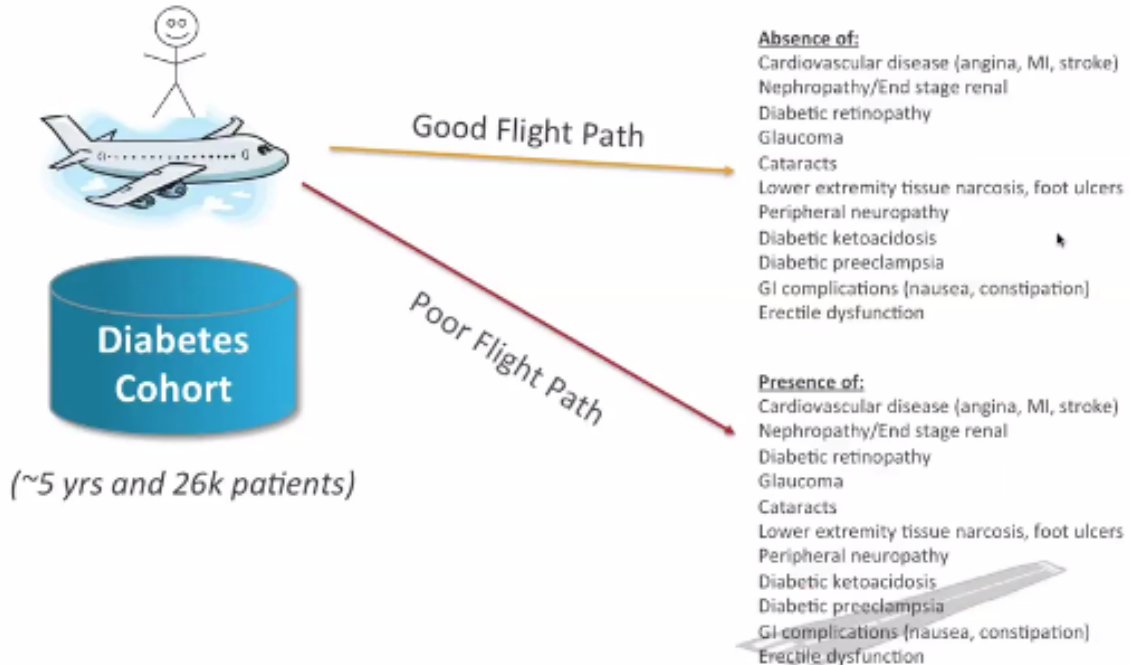 Good Flight Path
Poor Flight Path
Diabetes
Cohort
(~5 yrs and 26k patients)
Absence of:
Cardiovascular disease (angina, MI, stroke)
Nephropathy/End stage renal
Diabetic retinopathy
Glaucoma
Cataracts
Lower extremity tissue narcosis, foot ulcers
Peripheral neuropathy
Diabetic ketoacidosis
Diabetic preeclampsia
GI complications (nausea, constipation)
Erectile dysfunction
Presence of:
Cardiovascular disease (angina, MI, stroke)
Nephropathy/End stage renal
Diabetic retinopathy
Glaucoma
Cataracts
Lower extremity tissue narcosis, foot ulcers
Peripheral neuropathy
Diabetic ketoacidosis
Diabetic preeclampsia
GI complications (nausea, constipation)
Erectile dysfunction